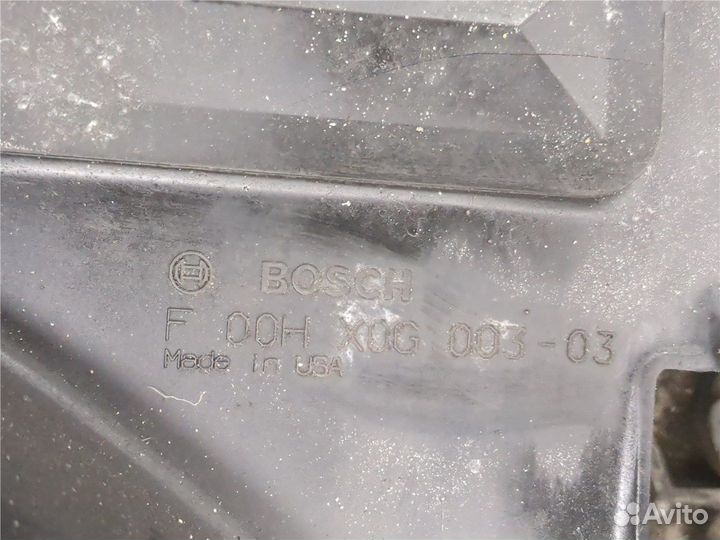 BOSCH
F 00H X0G 003-03
Made in USA
Avito